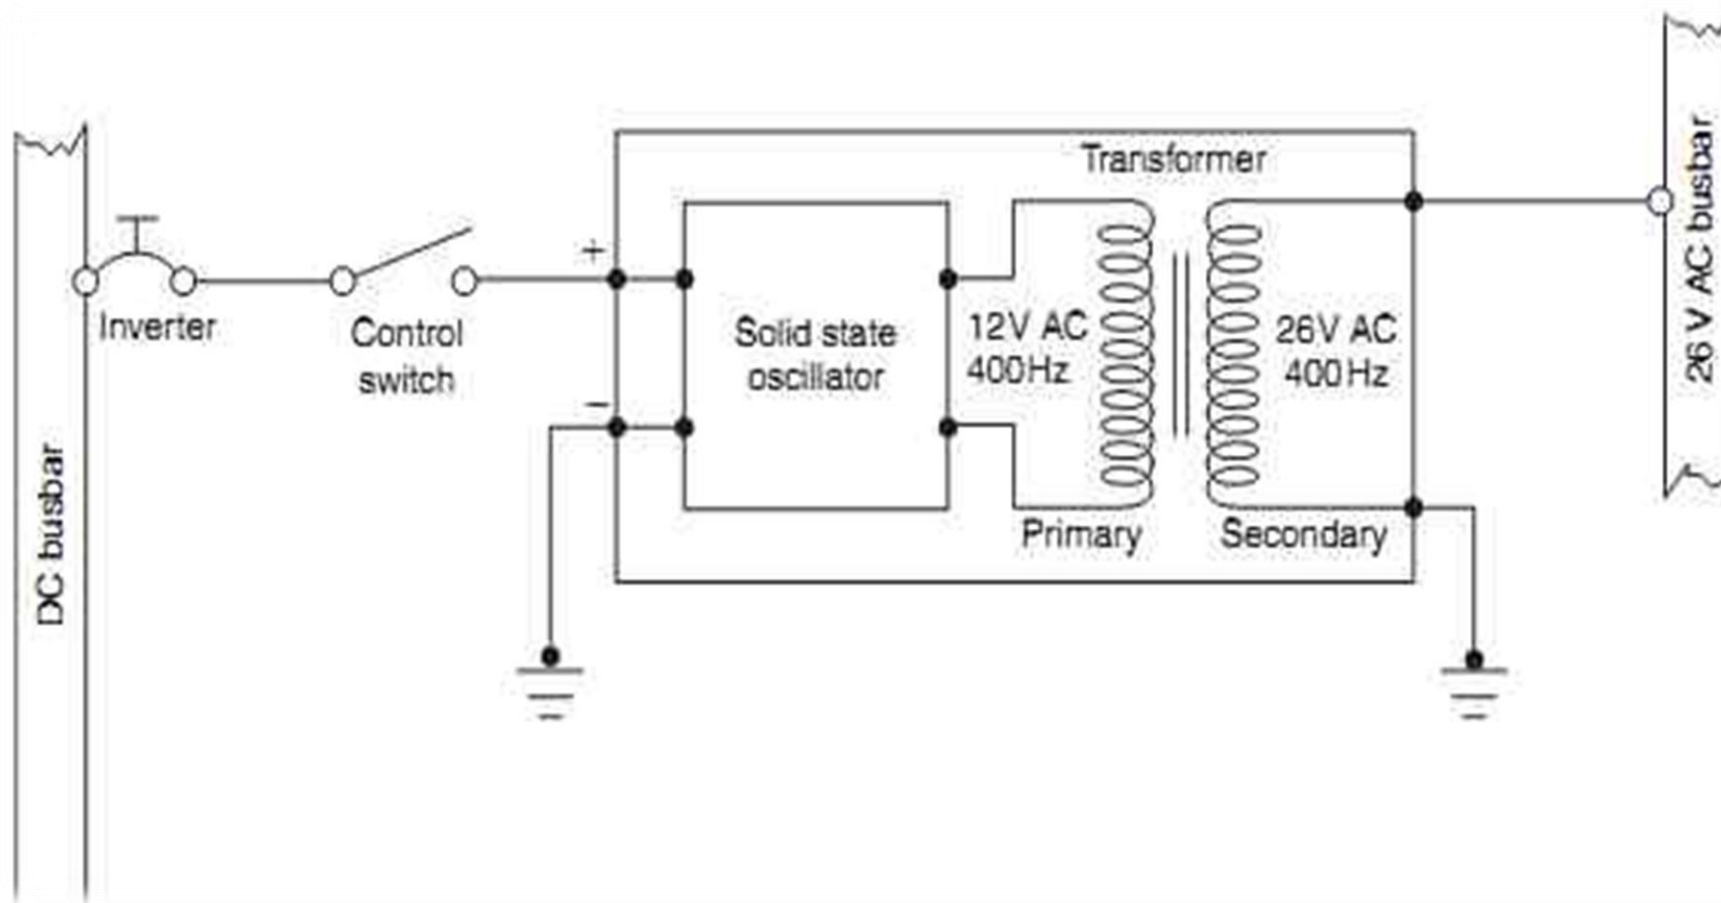 Transformer
+
Inverter
Control
switch
−
Solid state
oscillator
12V AC
400Hz
26V AC
400Hz
Primary
Secondary
DC busbar
26 V AC busbar